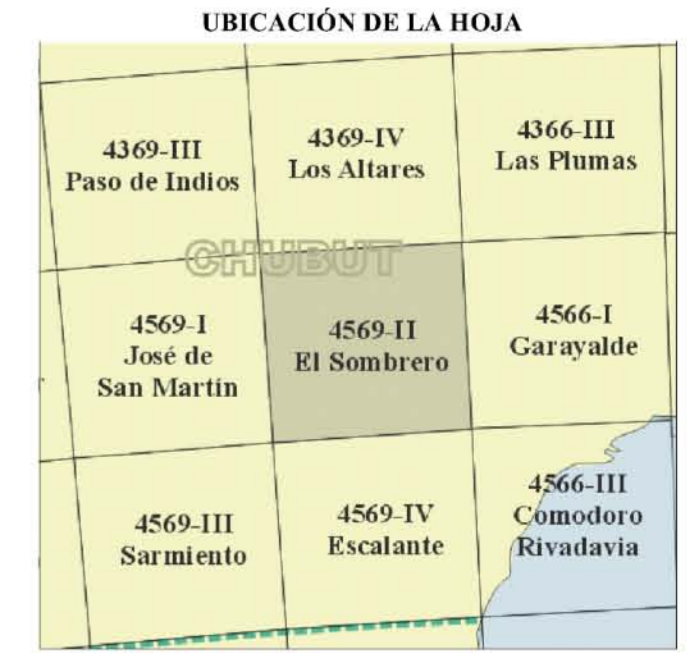 UBICACIÓN DE LA HOJA
4369-III
Paso de Indios
4369-IV
Los Altares
4366-III
Las Plumas
CHUBUT
4569-I
José de
San Martín
4569-II
El Sombrero
4566-I
Garayalde
4569-III
Sarmiento
4569-IV
Escalante
4566-III
Comodoro
Rivadavia